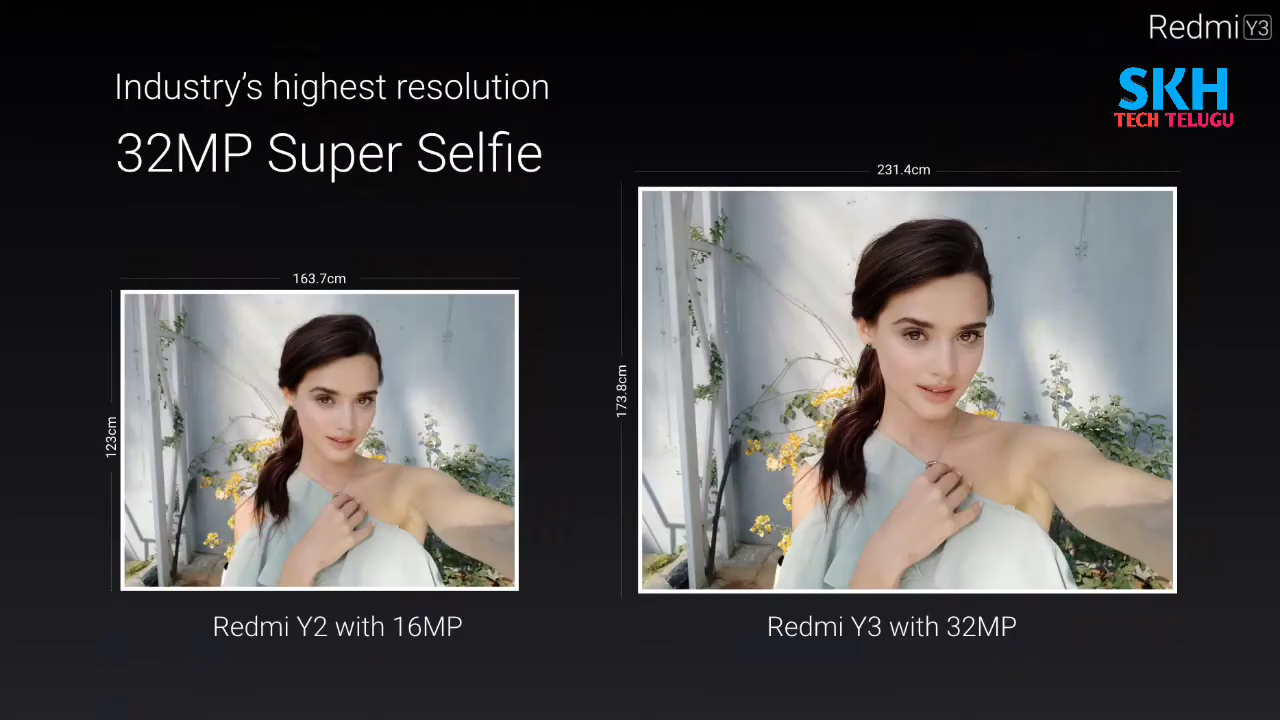 Redmi Y3
SKH
TECH TELUGU
Industry’s highest resolution
32MP Super Selfie
163.7cm
123cm
231.4cm
173.8cm
Redmi Y2 with 16MP
Redmi Y3 with 32MP